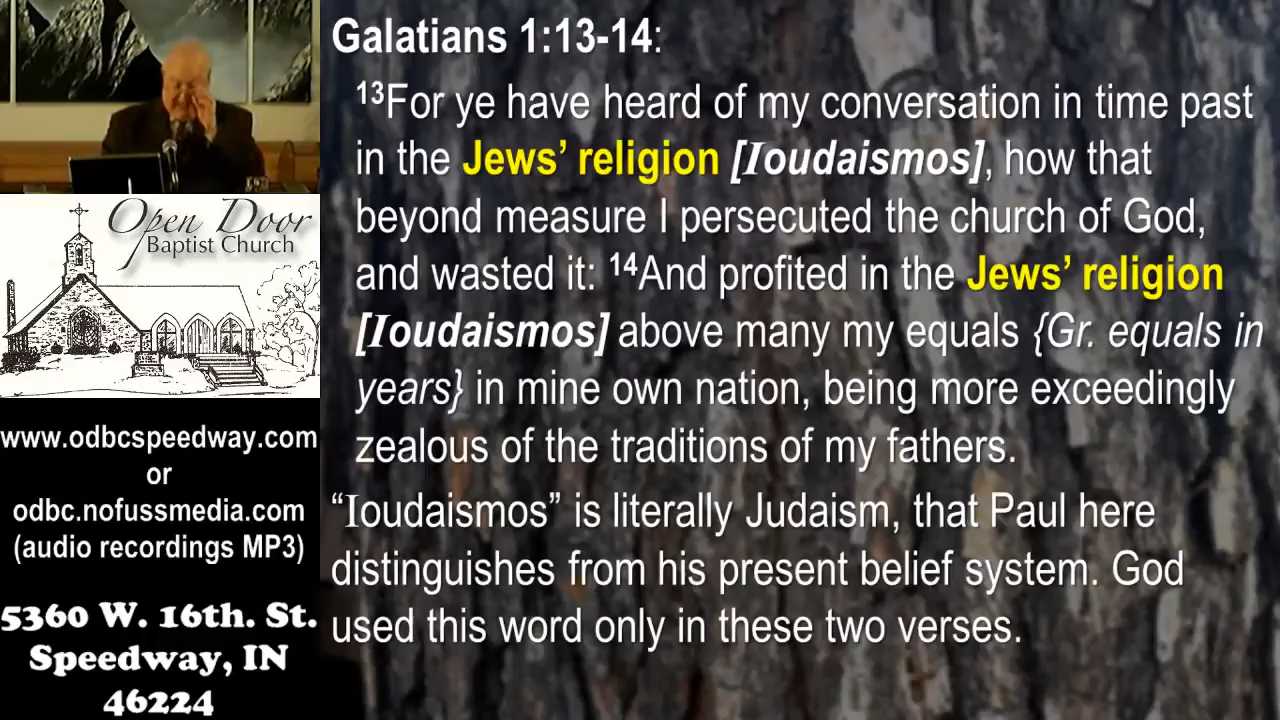 Open Door
Baptist Church
www.odbcspeedway.com
or
odbc.nofussmedia.com
(audio recordings MP3)
5360 W. 16th. St.
Speedway, IN
46224
Galatians 1:13-14:
13For ye have heard of my conversation in time past
in the Jews’ religion [Ioudaismos], how that
beyond measure I persecuted the church of God,
and wasted it: 14And profited in the Jews’ religion
[Ioudaismos] above many my equals {Gr. equals in
years} in mine own nation, being more exceedingly
zealous of the traditions of my fathers.
“Ioudaismos” is literally Judaism, that Paul here
distinguishes from his present belief system. God
used this word only in these two verses.